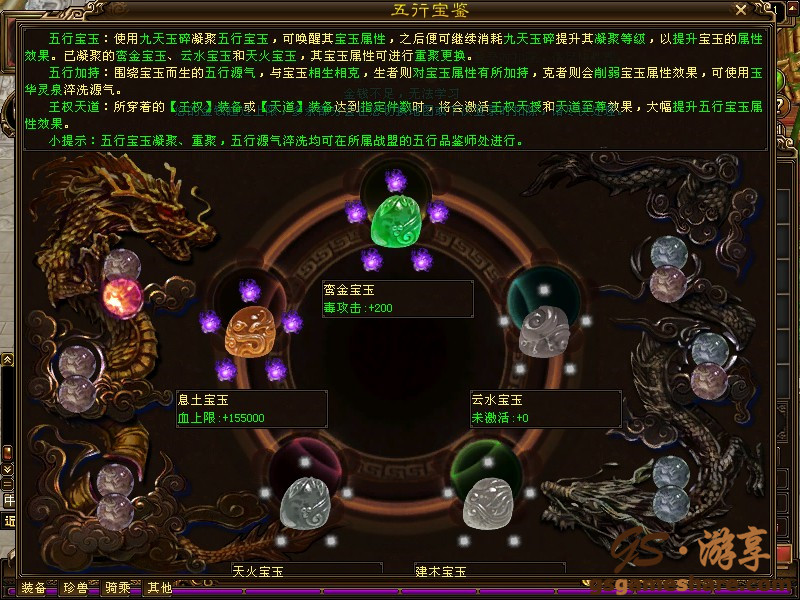 五行宝鉴
五行宝玉：使用九天玉碎凝聚五行宝玉，可唤醒其宝玉属性，之后便可继续消耗九天玉碎提升其凝聚等级，以提升宝玉的属性
效果。已凝聚的蛮金宝玉、云水宝玉和天火宝玉，其宝玉属性可进行重聚更换。
五行加持：围绕宝玉而生的五行源气，与宝玉相生相克，生者则对宝玉属性有所加持，克者则会削弱宝玉属性效果，可使用玉
华灵泉淬洗源气。
金钱不足，无法学习
王权天道：所穿着的【王权】装备或【天道】装备达到指定件数时，将会激活王权天授和天道至尊效果，大幅提升五行宝玉属
性效果。
小提示：五行宝玉凝聚、重聚，五行源气淬洗均可在所属战盟的五行品鉴师处进行。
蛮金宝玉
毒攻击:+200
息土宝玉
血上限:+155000
云水宝玉
未激活:+0
天火宝玉
建木宝玉
GS·游享
装备 珍兽 骑乘 其他